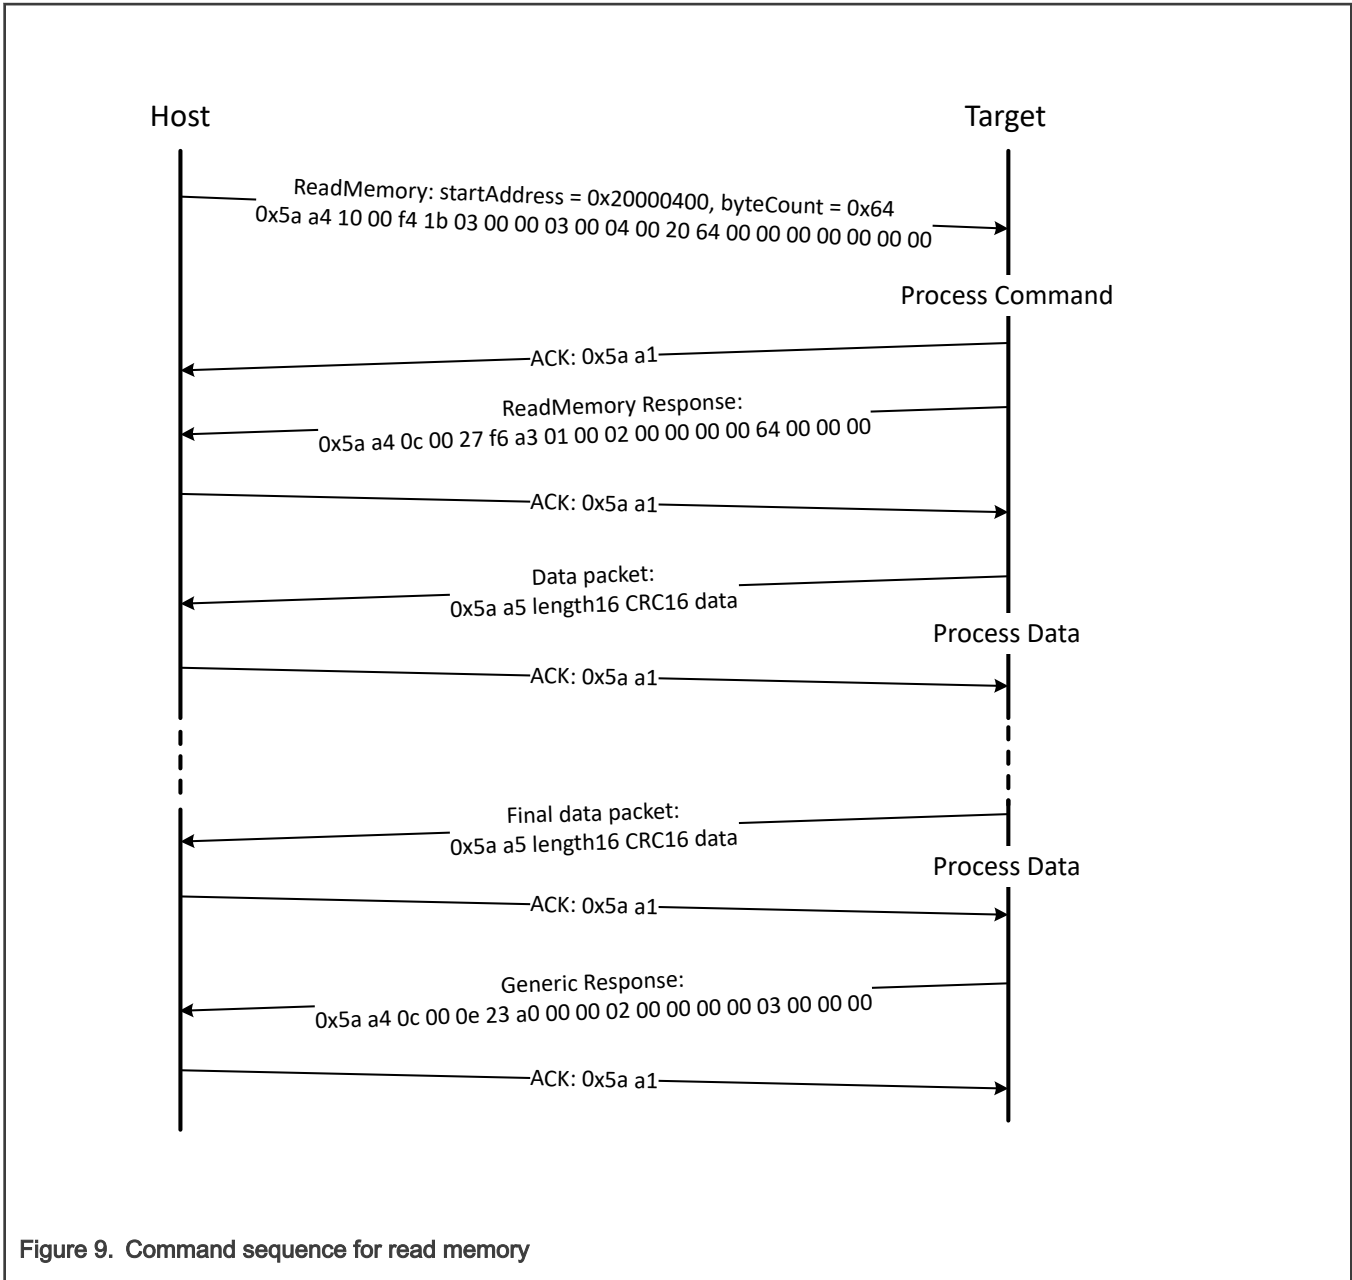 Host
Target
ReadMemory: startAddress = 0x20000400, byteCount = 0x64
0x5a a4 10 00 f4 1b 03 00 00 03 00 04 00 20 64 00 00 00 00 00 00 00
Process Command
ACK: 0x5a a1
ReadMemory Response:
0x5a a4 0c 00 27 f6 a3 01 00 02 00 00 00 00 64 00 00 00
ACK: 0x5a a1
Data packet:
0x5a a5 length16 CRC16 data
Process Data
ACK: 0x5a a1
Final data packet:
0x5a a5 length16 CRC16 data
Process Data
ACK: 0x5a a1
Generic Response:
0x5a a4 0c 00 0e 23 a0 00 00 02 00 00 00 00 03 00 00 00
ACK: 0x5a a1
Figure 9. Command sequence for read memory